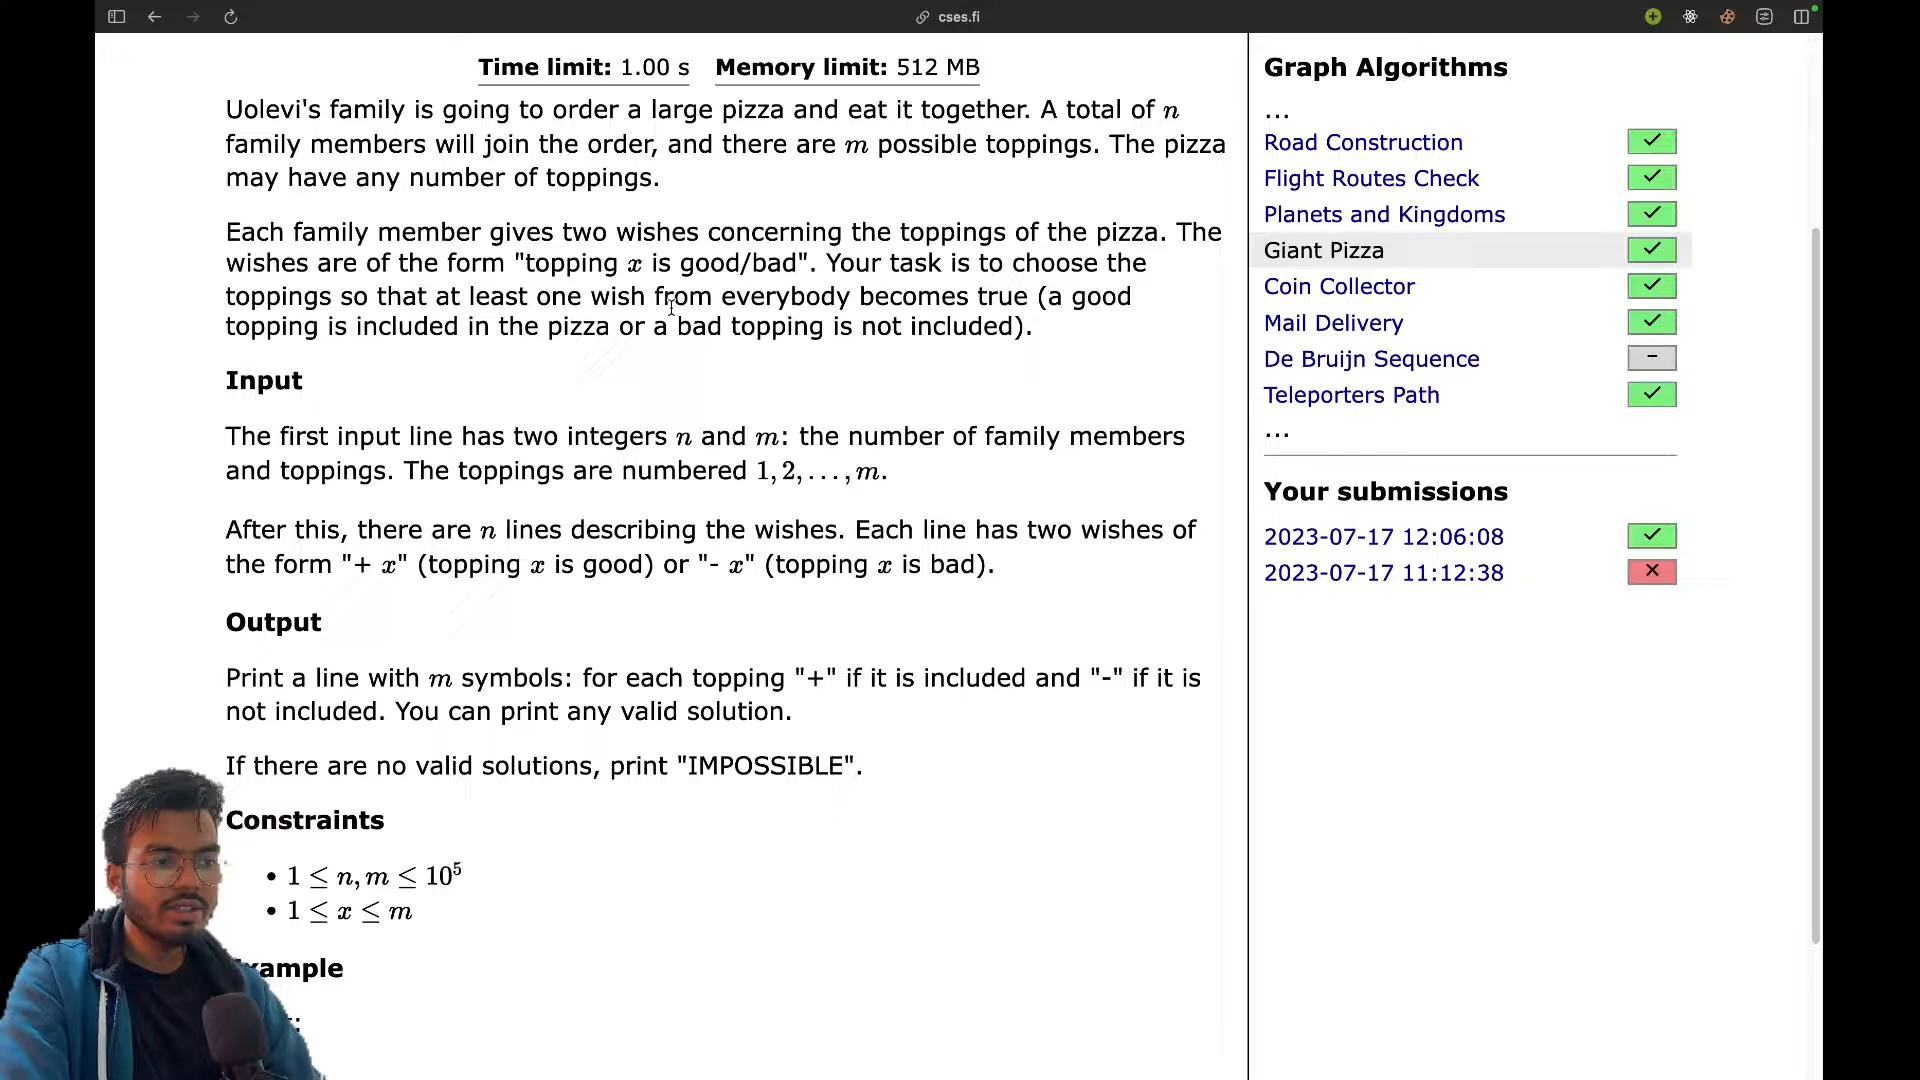 cses.fi
Time limit: 1.00 s Memory limit: 512 MB
Uolevi's family is going to order a large pizza and eat it together. A total of n
family members will join the order, and there are m possible toppings. The pizza
may have any number of toppings.
Each family member gives two wishes concerning the toppings of the pizza. The
wishes are of the form "topping x is good/bad". Your task is to choose the
toppings so that at least one wish from everybody becomes true (a good
topping is included in the pizza or a bad topping is not included).
Input
The first input line has two integers n and m: the number of family members
and toppings. The toppings are numbered 1, 2, . . . , m.
After this, there are n lines describing the wishes. Each line has two wishes of
the form "+ x" (topping x is good) or "- x" (topping x is bad).
Output
Print a line with m symbols: for each topping "+" if it is included and "-" if it is
not included. You can print any valid solution.
If there are no valid solutions, print "IMPOSSIBLE".
Constraints
• 1 ≤ n, m ≤ 10⁵
• 1 ≤ x ≤ m
xample
:
Graph Algorithms
...
Road Construction
Flight Routes Check
Planets and Kingdoms
Giant Pizza
Coin Collector
Mail Delivery
De Bruijn Sequence –
Teleporters Path
...
Your submissions
2023-07-17 12:06:08
2023-07-17 11:12:38